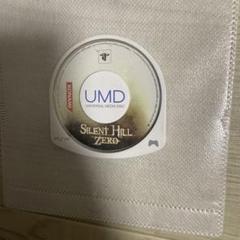 KONAMI
UMD
UNIVERSAL MEDIA DISC
SILENT HILL
ZERO